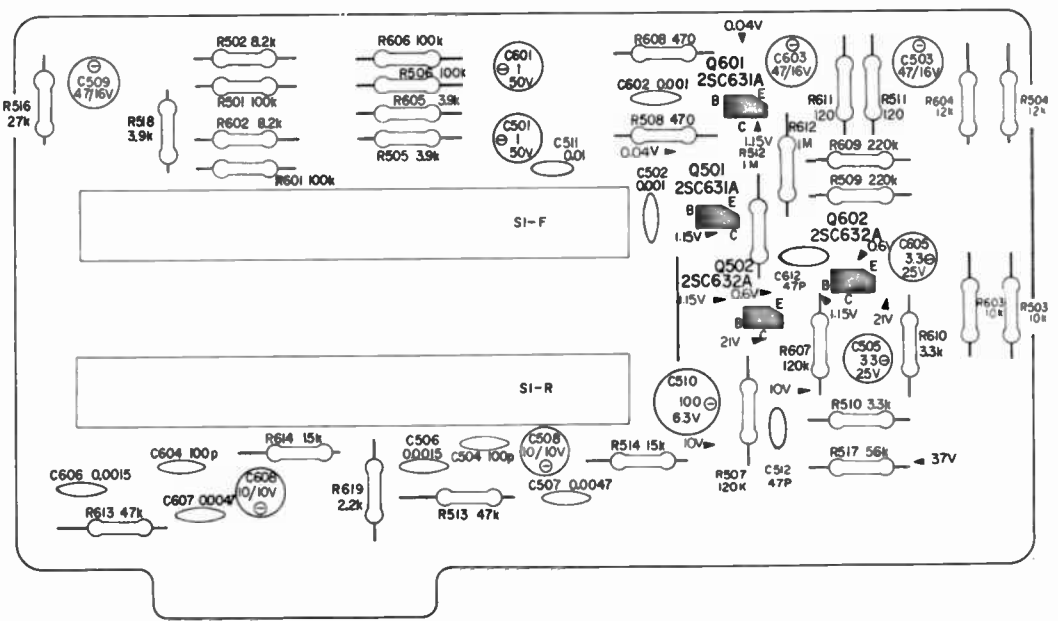 R516
27k
⊖
C509
47/16V
R518
3.9k
R502 8.2k
R501 100k
R602 8.2k
R601 100k
R606 100k
R506 100k
R605 3.9k
R505 3.9k
C601
⊖ 1
50V
C501
⊖ 1
50V
C511
0.01
R608 470
C602 0.001
R508 470
0.04V
C502
0.001
0.04V
Q601
2SC631A
B
E
C
1.15V
R512
1M
R612
1M
⊖
C603
47/16V
R611
120
R511
120
⊖
C503
47/16V
R604
12k
R504
12k
R609 220k
R509 220k
Q501
2SC631A
B
E
C
1.15V
S1-F
Q602
2SC632A
0.6V
B
E
C
1.15V
21V
C605
3.3⊖
25V
C612
47P
Q502
2SC632A
1.15V
0.6V
B
E
C
21V
R603
10k
R503
10k
R607
120k
C505
3.3⊖
25V
R610
3.3k
S1-R
C510
100⊖
6.3V
10V
10V
R510 3.3k
R517 56k
37V
R507
120K
C512
47P
R614 15k
C604 100p
C606 0.0015
C607 0.0047
C608
10/10V
⊖
R613 47k
R619
2.2k
C506
0.0015
C504 100p
C508
10/10V
⊖
R514 15k
C507 0.0047
R513 47k